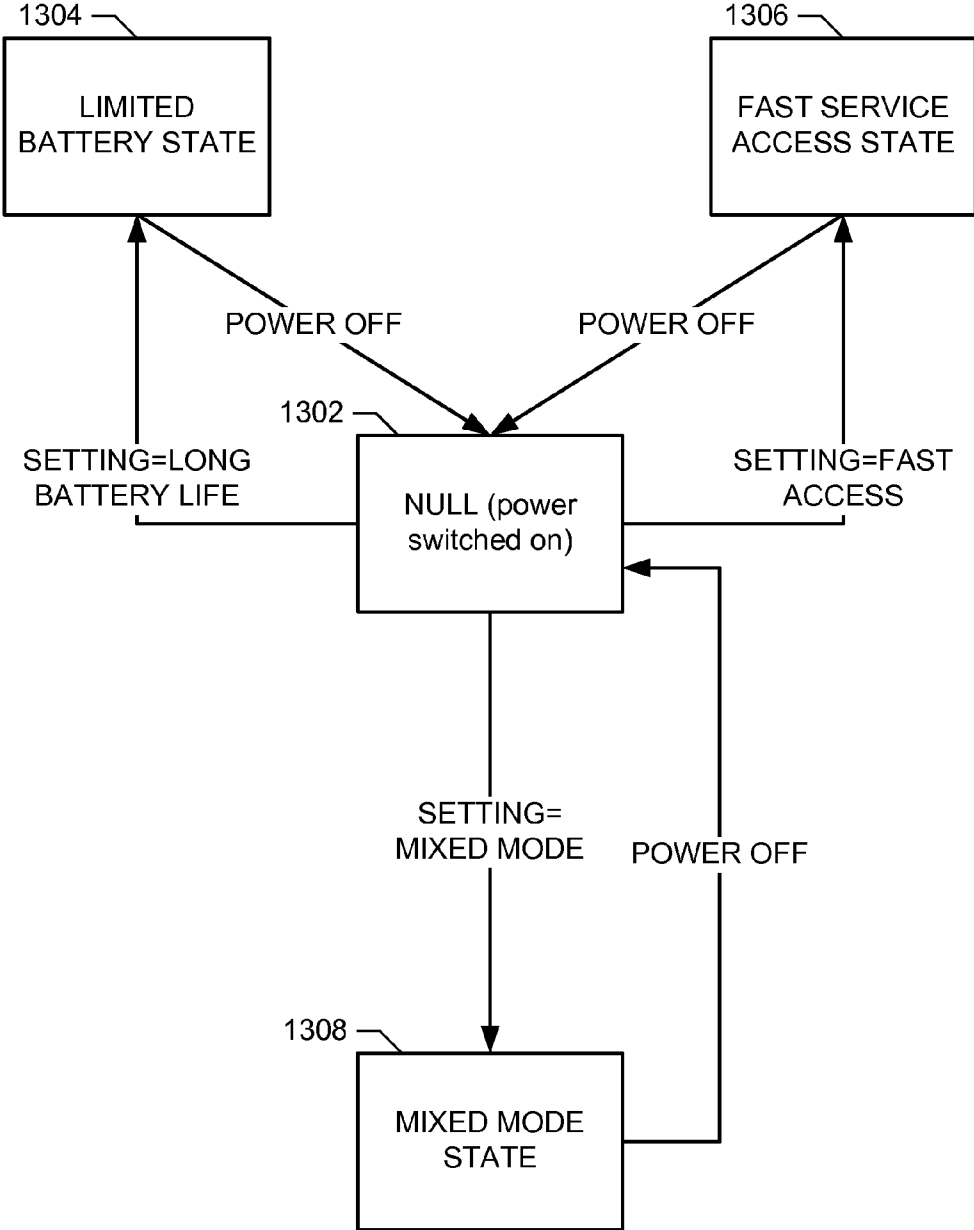 1304
1306
LIMITED
BATTERY STATE
FAST SERVICE
ACCESS STATE
POWER OFF
POWER OFF
1302
SETTING=LONG
BATTERY LIFE
NULL (power
switched on)
SETTING=FAST
ACCESS
SETTING=
MIXED MODE
POWER OFF
1308
MIXED MODE
STATE